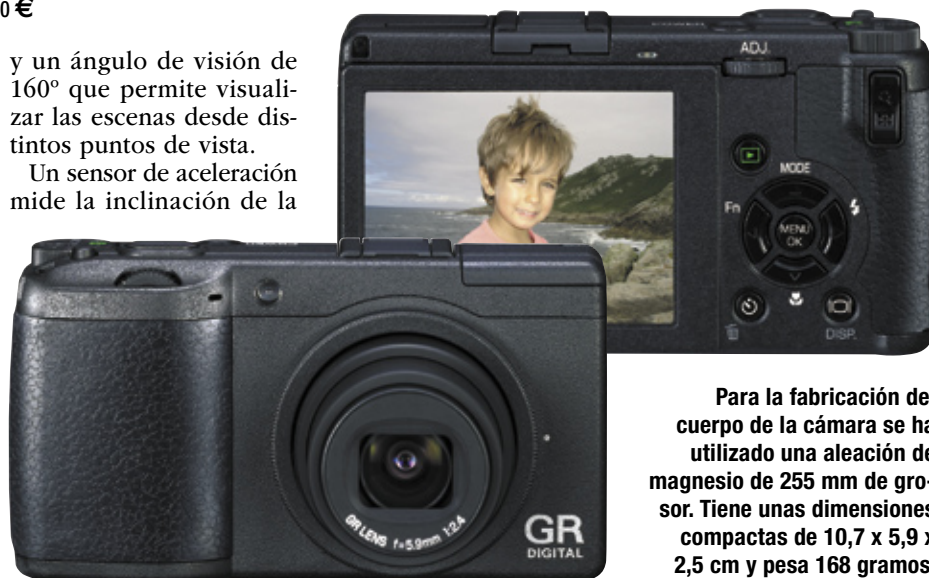 0 €
y un ángulo de visión de
160º que permite visuali-
zar las escenas desde dis-
tintos puntos de vista.
Un sensor de aceleración
mide la inclinación de la
POWER
ADJ.
MODE
Fn
MENU
OK
DISP.
GR LENS f=5.9mm 1:2.4
GR
DIGITAL
Para la fabricación de
cuerpo de la cámara se ha
utilizado una aleación de
magnesio de 255 mm de gro-
sor. Tiene unas dimensiones
compactas de 10,7 x 5,9 x
2,5 cm y pesa 168 gramos